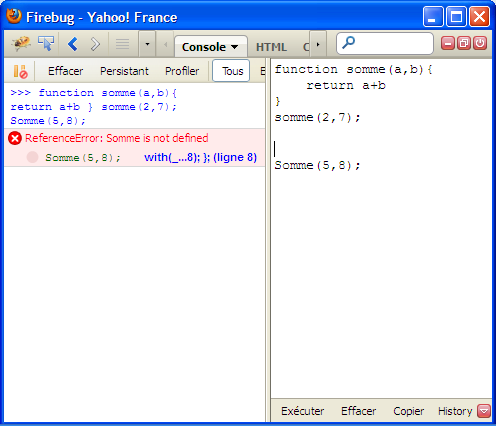 Firebug - Yahoo! France
Console HTML C
Effacer Persistant Profiler Tous E
>>> function somme(a,b){
return a+b } somme(2,7);
Somme(5,8);
ReferenceError: Somme is not defined
Somme(5,8); with(_...8); }; (ligne 8)
function somme(a,b){
return a+b
}
somme(2,7);
Somme(5,8);
Exécuter Effacer Copier History